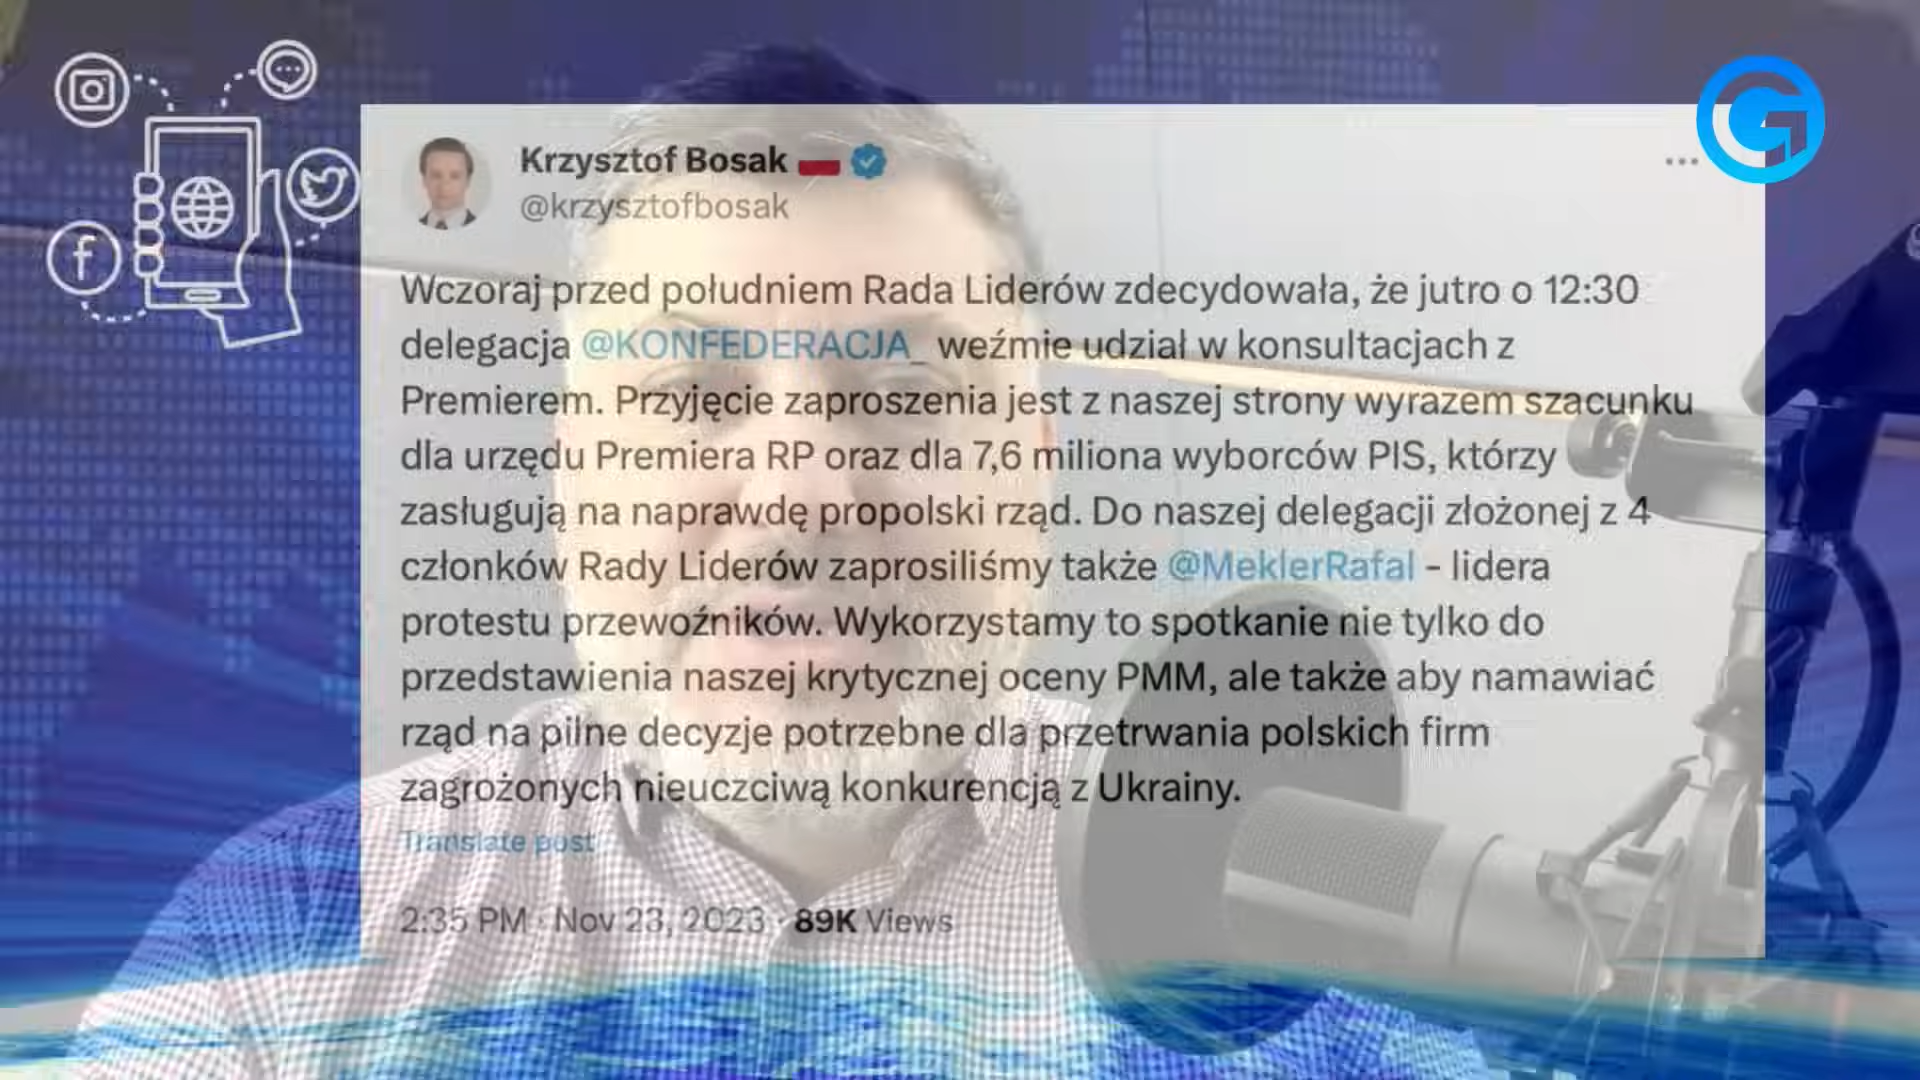 Krzysztof Bosak
@krzysztofbosak
Wczoraj przed południem Rada Liderów zdecydowała, że jutro o 12:30
delegacja @KONFEDERACJA_ weźmie udział w konsultacjach z
Premierem. Przyjęcie zaproszenia jest z naszej strony wyrazem szacunku
dla urzędu Premiera RP oraz dla 7,6 miliona wyborców PIS, którzy
zasługują na naprawdę propolski rząd. Do naszej delegacji złożonej z 4
członków Rady Liderów zaprosiliśmy także @MeklerRafal - lidera
protestu przewoźników. Wykorzystamy to spotkanie nie tylko do
przedstawienia naszej krytycznej oceny PMM, ale także aby namawiać
rząd na pilne decyzje potrzebne dla przetrwania polskich firm
zagrożonych nieuczciwą konkurencją z Ukrainy.
Translate post
2:35 PM · Nov 23, 2023 · 89K Views